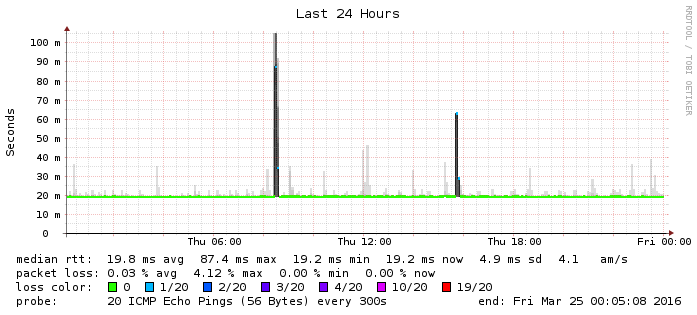 Last 24 Hours
RRDTOOL / TOBI OETIKER
Seconds
100 m
90 m
80 m
70 m
60 m
50 m
40 m
30 m
20 m
10 m
0
Thu 06:00 Thu 12:00 Thu 18:00 Fri 00:00
median rtt: 19.8 ms avg 87.4 ms max 19.2 ms min 19.2 ms now 4.9 ms sd 4.1 am/s
packet loss: 0.03 % avg 4.12 % max 0.00 % min 0.00 % now
loss color: 0 1/20 2/20 3/20 4/20 10/20 19/20
probe: 20 ICMP Echo Pings (56 Bytes) every 300s end: Fri Mar 25 00:05:08 2016